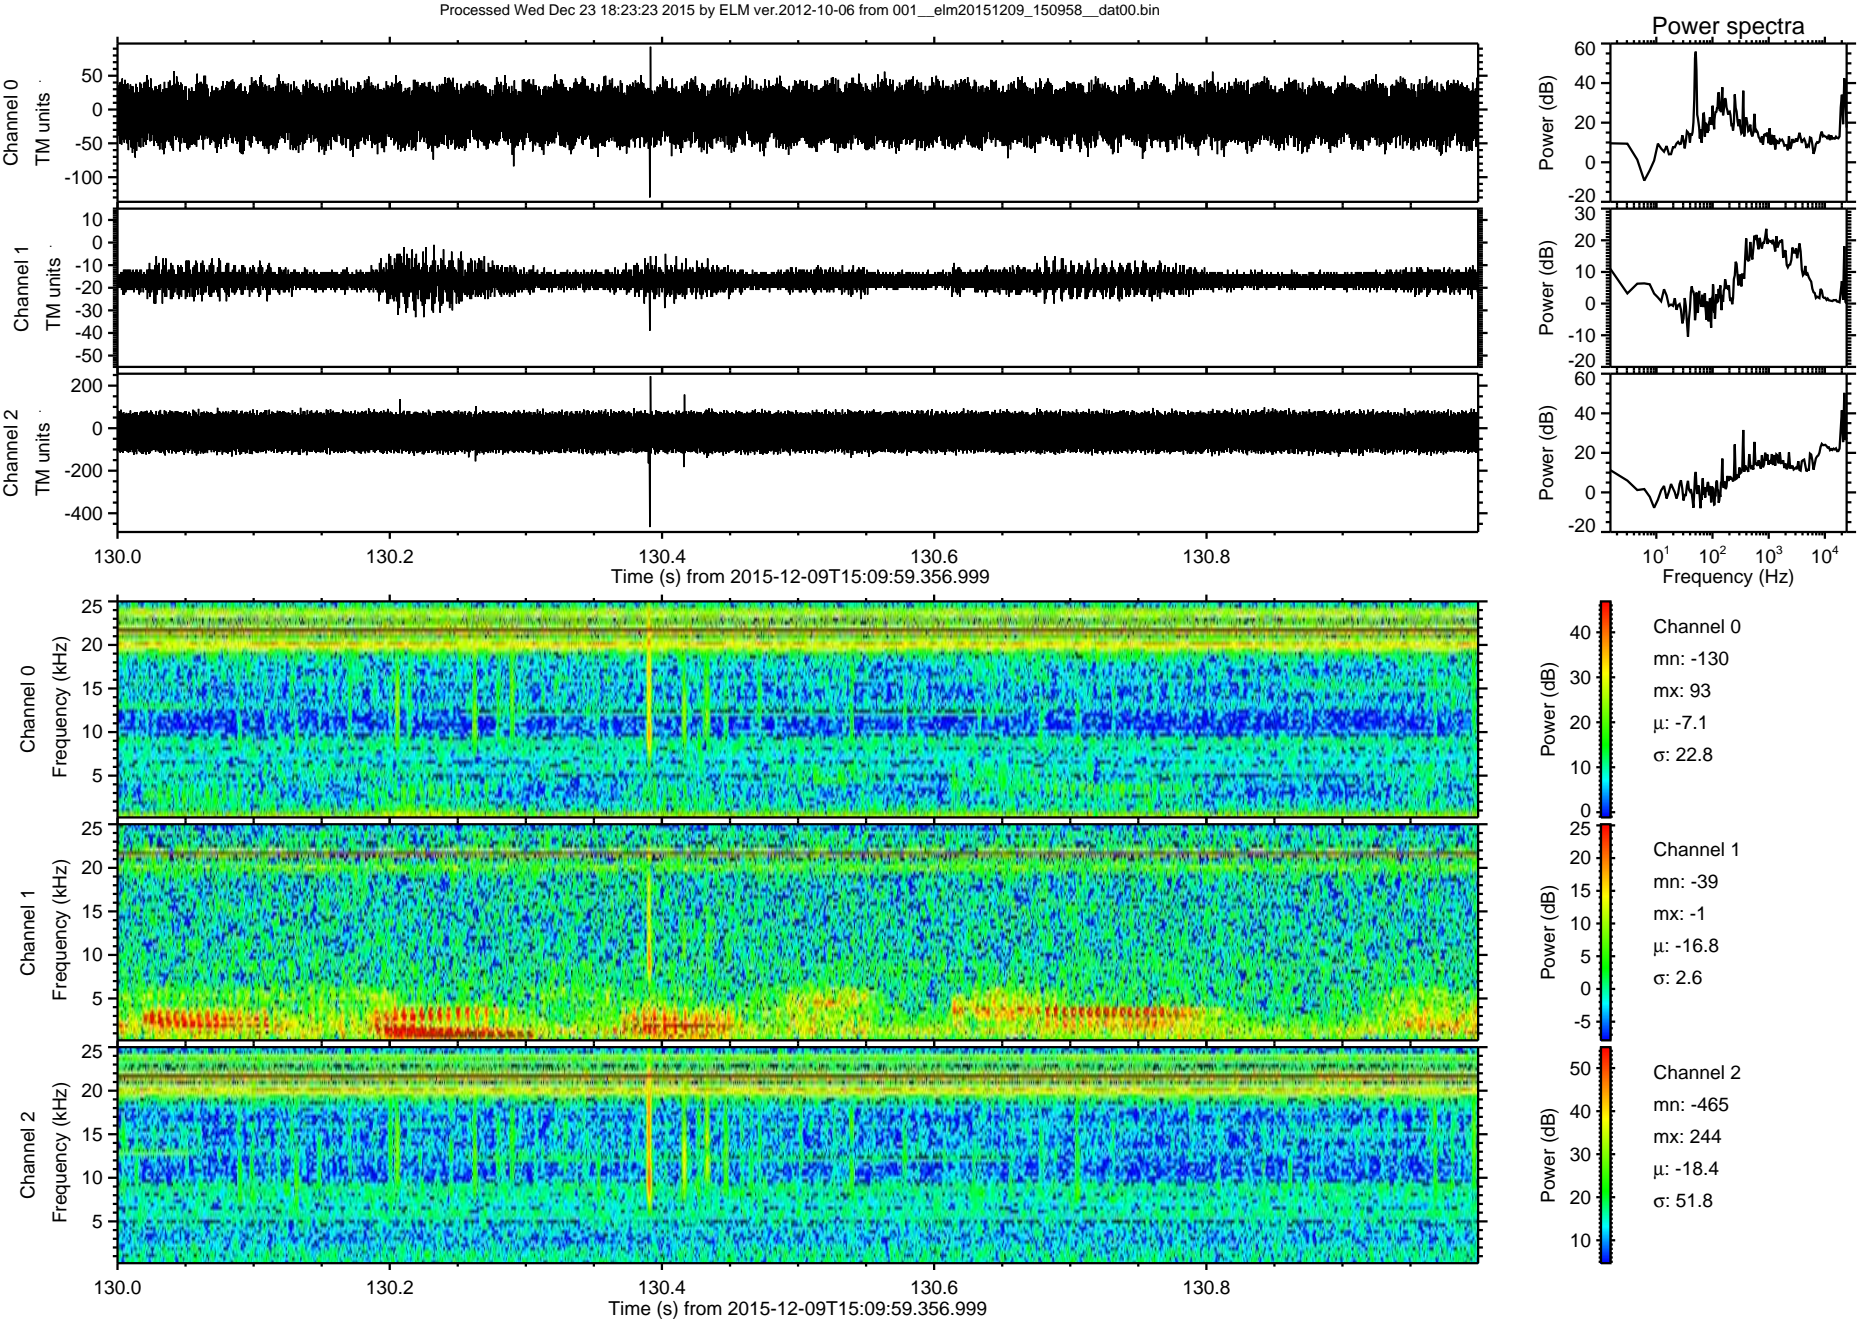 Processed Wed Dec 23 18:23:23 2015 by ELM ver.2012-10-06 from 001__elm20151209_150958__dat00.bin
Power spectra
Channel 0
TM units
50
0
-50
-100
Power (dB)
60
40
20
0
-20
Channel 1
TM units
10
0
-10
-20
-30
-40
-50
Power (dB)
30
20
10
0
-10
-20
Channel 2
TM units
200
0
-200
-400
Power (dB)
60
40
20
0
-20
130.0 130.2 130.4 130.6 130.8
Time (s) from 2015-12-09T15:09:59.356.999
10^1 10^2 10^3 10^4
Frequency (Hz)
Channel 0
Frequency (kHz)
25
20
15
10
5
Power (dB)
40
30
20
10
0
Channel 0
mn: -130
mx: 93
μ: -7.1
σ: 22.8
Channel 1
Frequency (kHz)
25
20
15
10
5
Power (dB)
25
20
15
10
5
0
-5
Channel 1
mn: -39
mx: -1
μ: -16.8
σ: 2.6
Channel 2
Frequency (kHz)
25
20
15
10
5
Power (dB)
50
40
30
20
10
Channel 2
mn: -465
mx: 244
μ: -18.4
σ: 51.8
130.0 130.2 130.4 130.6 130.8
Time (s) from 2015-12-09T15:09:59.356.999